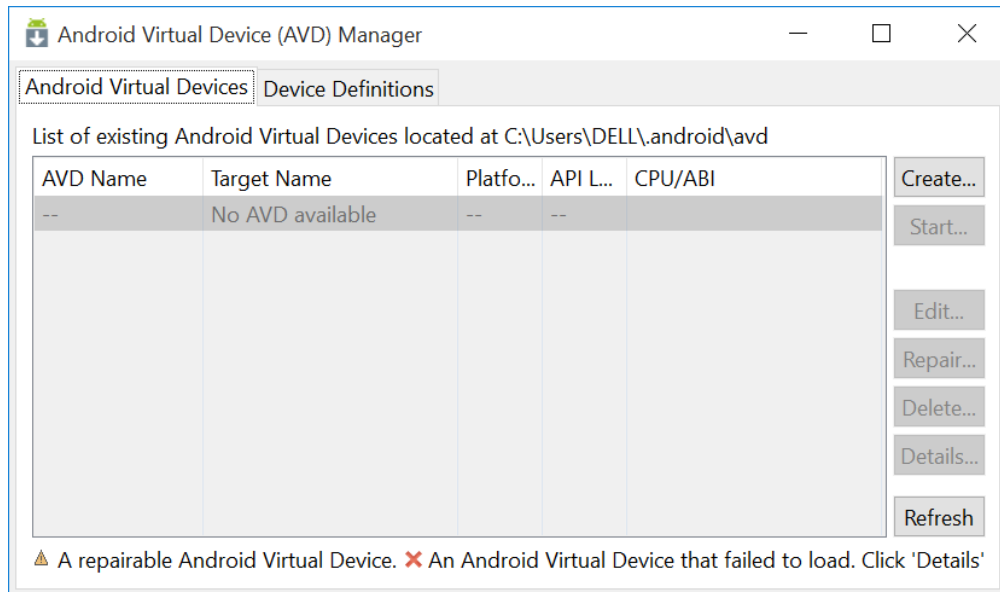 Android Virtual Device (AVD) Manager
Android Virtual Devices
Device Definitions
List of existing Android Virtual Devices located at C:\Users\DELL\.android\avd
AVD Name Target Name Platfo... API L... CPU/ABI
-- No AVD available -- --
Create...
Start...
Edit...
Repair...
Delete...
Details...
Refresh
A repairable Android Virtual Device. An Android Virtual Device that failed to load. Click 'Details'